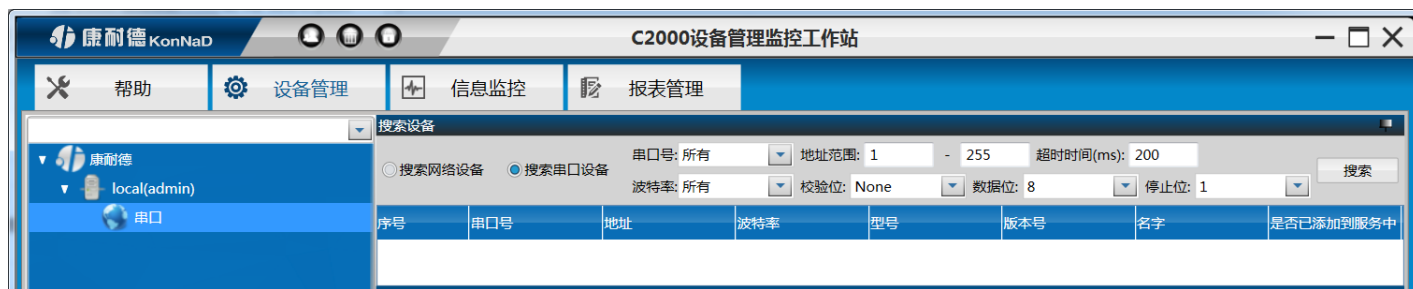 康耐德 KonNaD C2000设备管理监控工作站
帮助 设备管理 信息监控 报表管理
搜索设备
康耐德
local(admin)
串口
搜索网络设备 搜索串口设备
串口号: 所有 地址范围: 1 - 255 超时时间(ms): 200
波特率: 所有 校验位: None 数据位: 8 停止位: 1
搜索
序号 串口号 地址 波特率 型号 版本号 名字 是否已添加到服务中